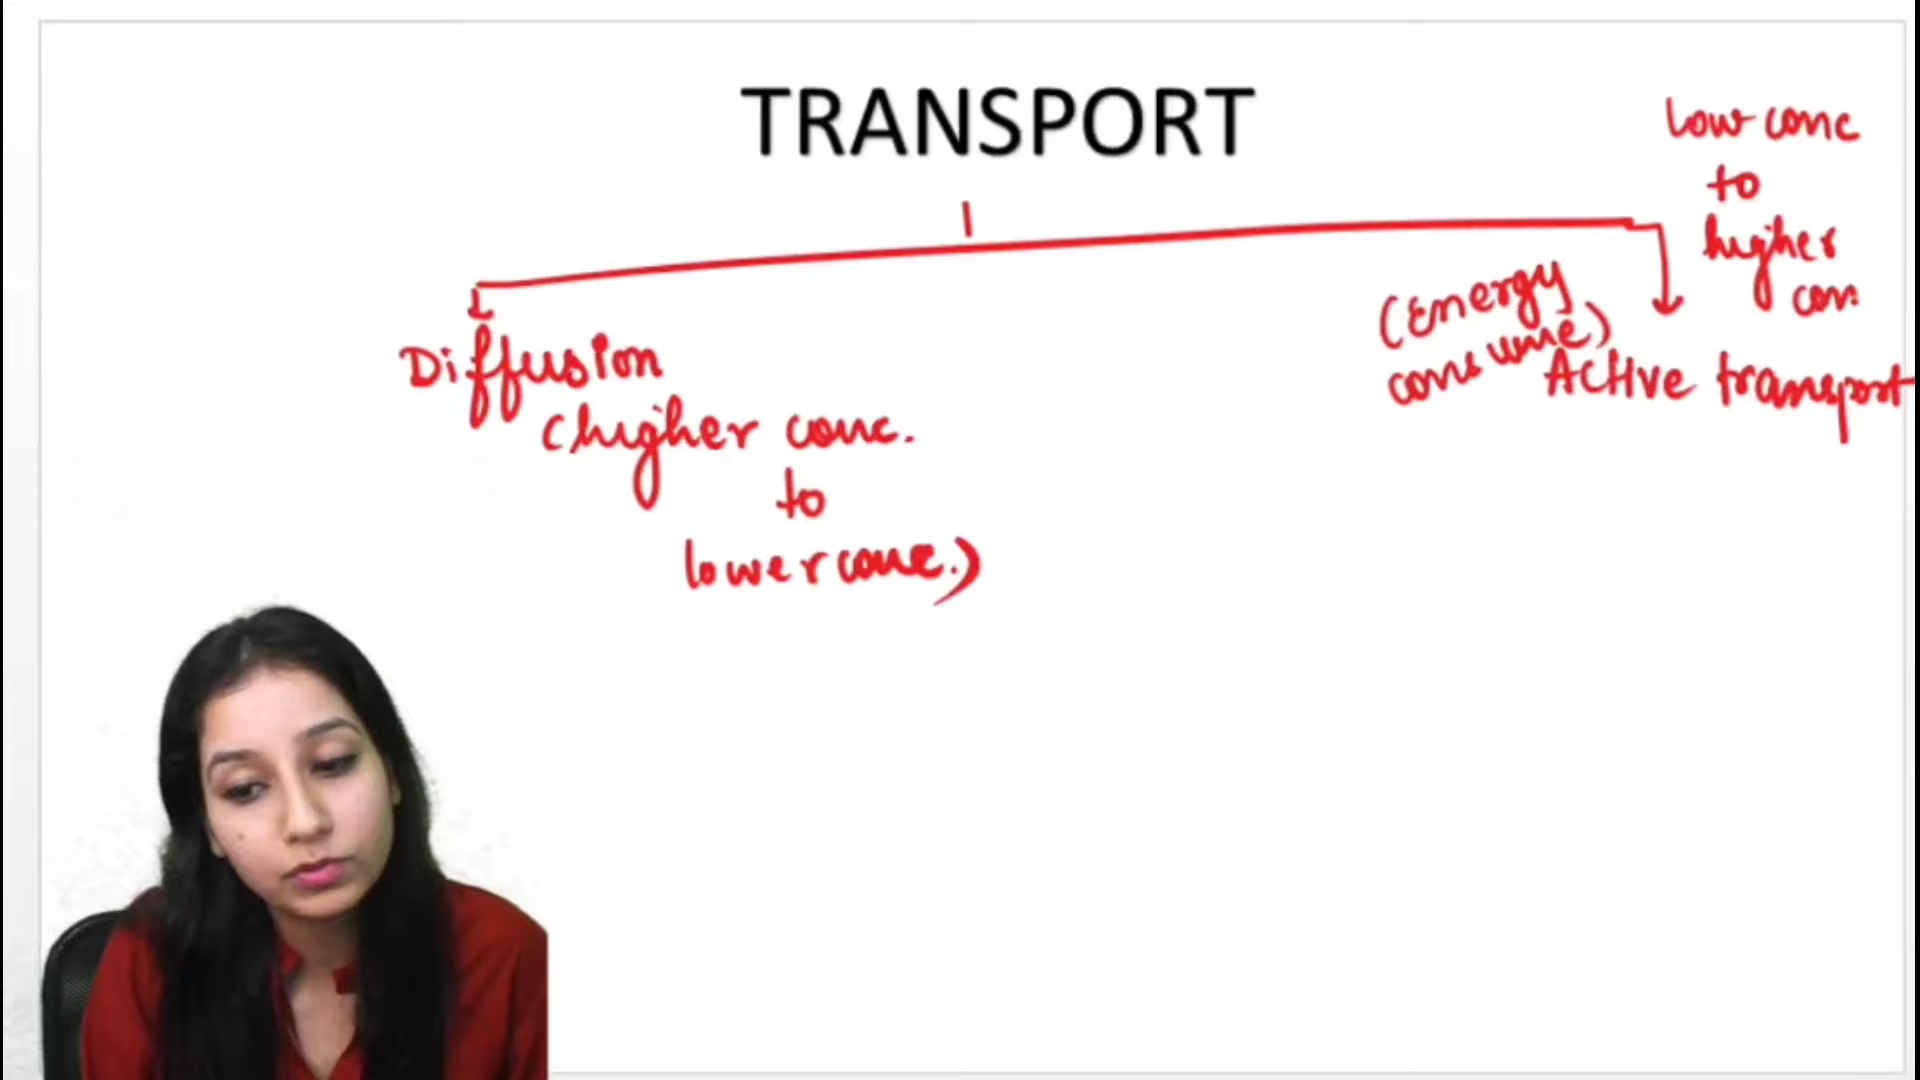 TRANSPORT
Diffusion
(higher conc.
to
lower conc.)
low conc
to
higher
con.
(Energy
consume)
Active transport